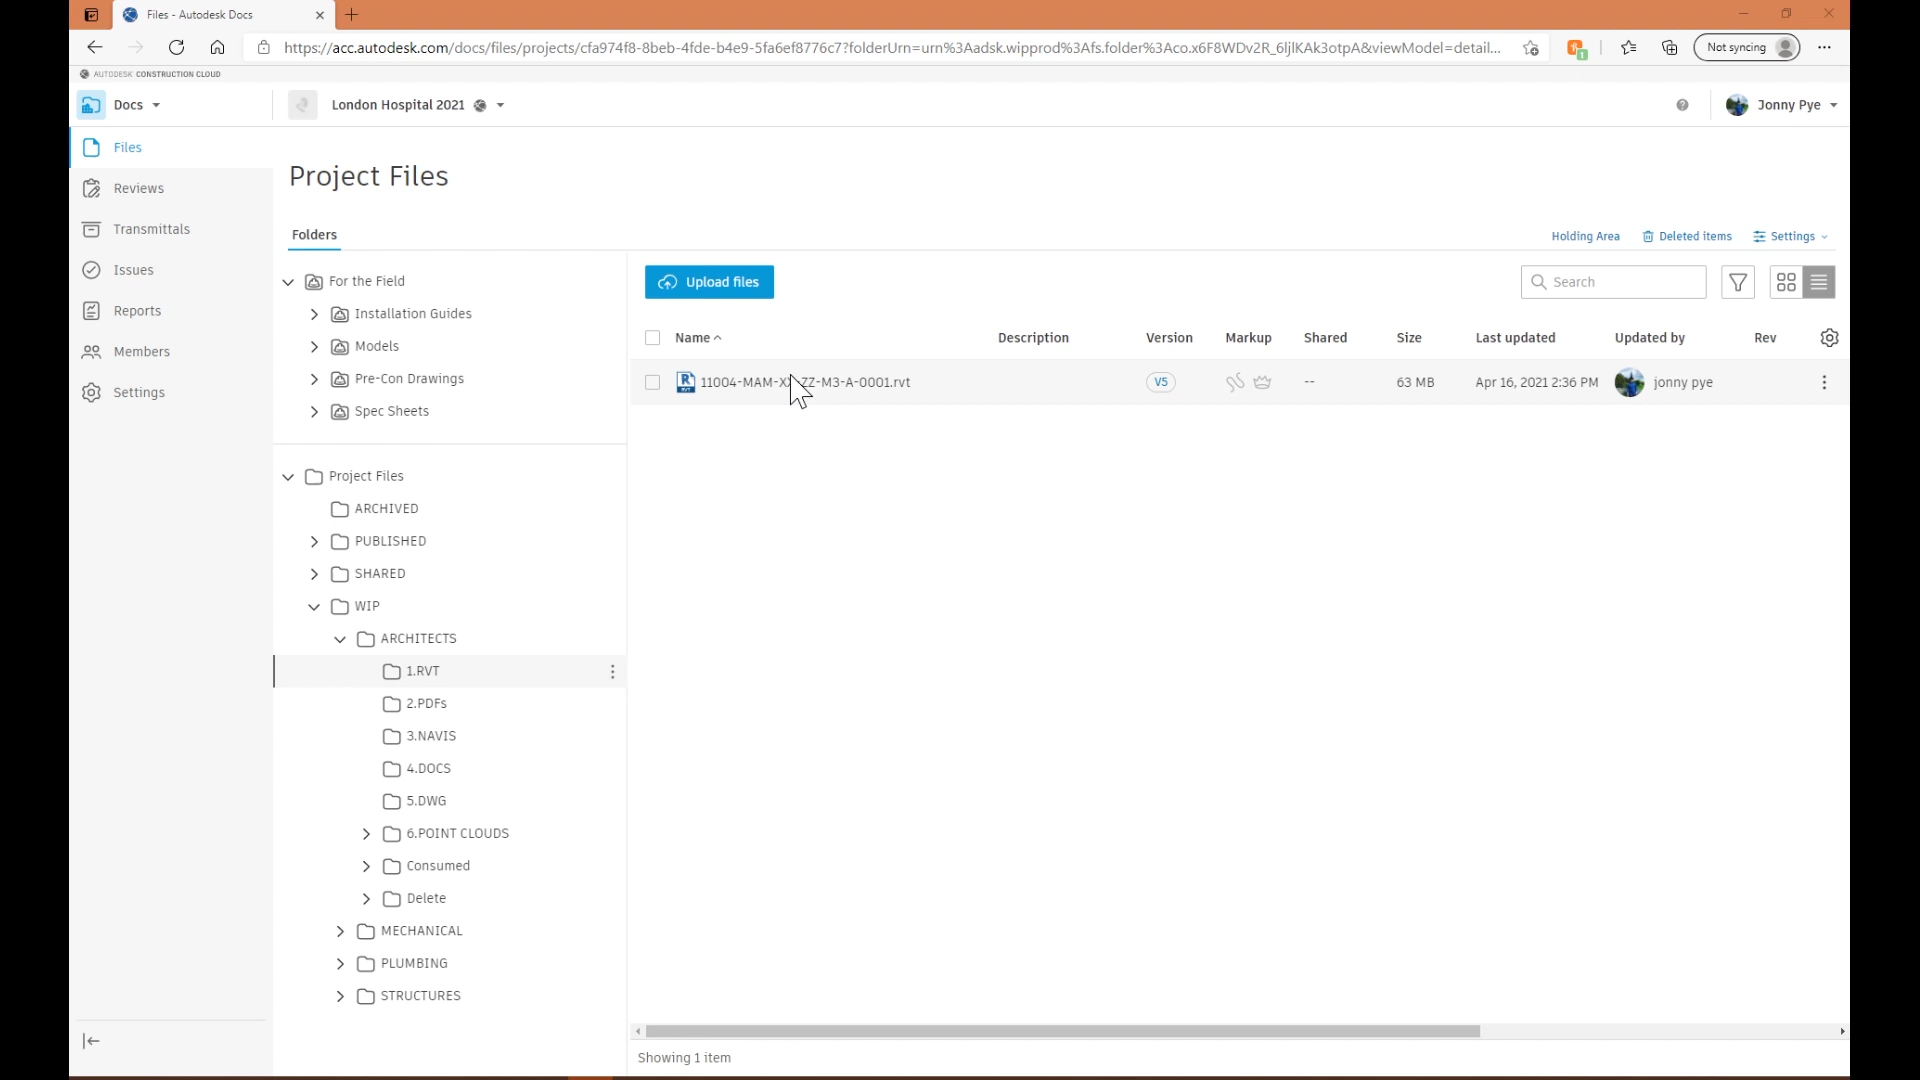 Files - Autodesk Docs
https://acc.autodesk.com/docs/files/projects/cfa974f8-8beb-4fde-b4e9-5fa6ef8776c7?folderUrn=urn%3Aadsk.wipprod%3Afs.folder%3Aco.x6F8WDv2R_6ljlKAk3otpA&viewModel=detail...
Not syncing
AUTODESK CONSTRUCTION CLOUD
Docs
London Hospital 2021
Jonny Pye
Files
Reviews
Transmittals
Issues
Reports
Members
Settings
Project Files
Folders
Holding Area
Deleted items
Settings
For the Field
Installation Guides
Models
Pre-Con Drawings
Spec Sheets
Project Files
ARCHIVED
PUBLISHED
SHARED
WIP
ARCHITECTS
1.RVT
2.PDFs
3.NAVIS
4.DOCS
5.DWG
6.POINT CLOUDS
Consumed
Delete
MECHANICAL
PLUMBING
STRUCTURES
Upload files
Search
Name Description Version Markup Shared Size Last updated Updated by Rev
11004-MAM-XX-ZZ-M3-A-0001.rvt V5 -- 63 MB Apr 16, 2021 2:36 PM jonny pye
Showing 1 item